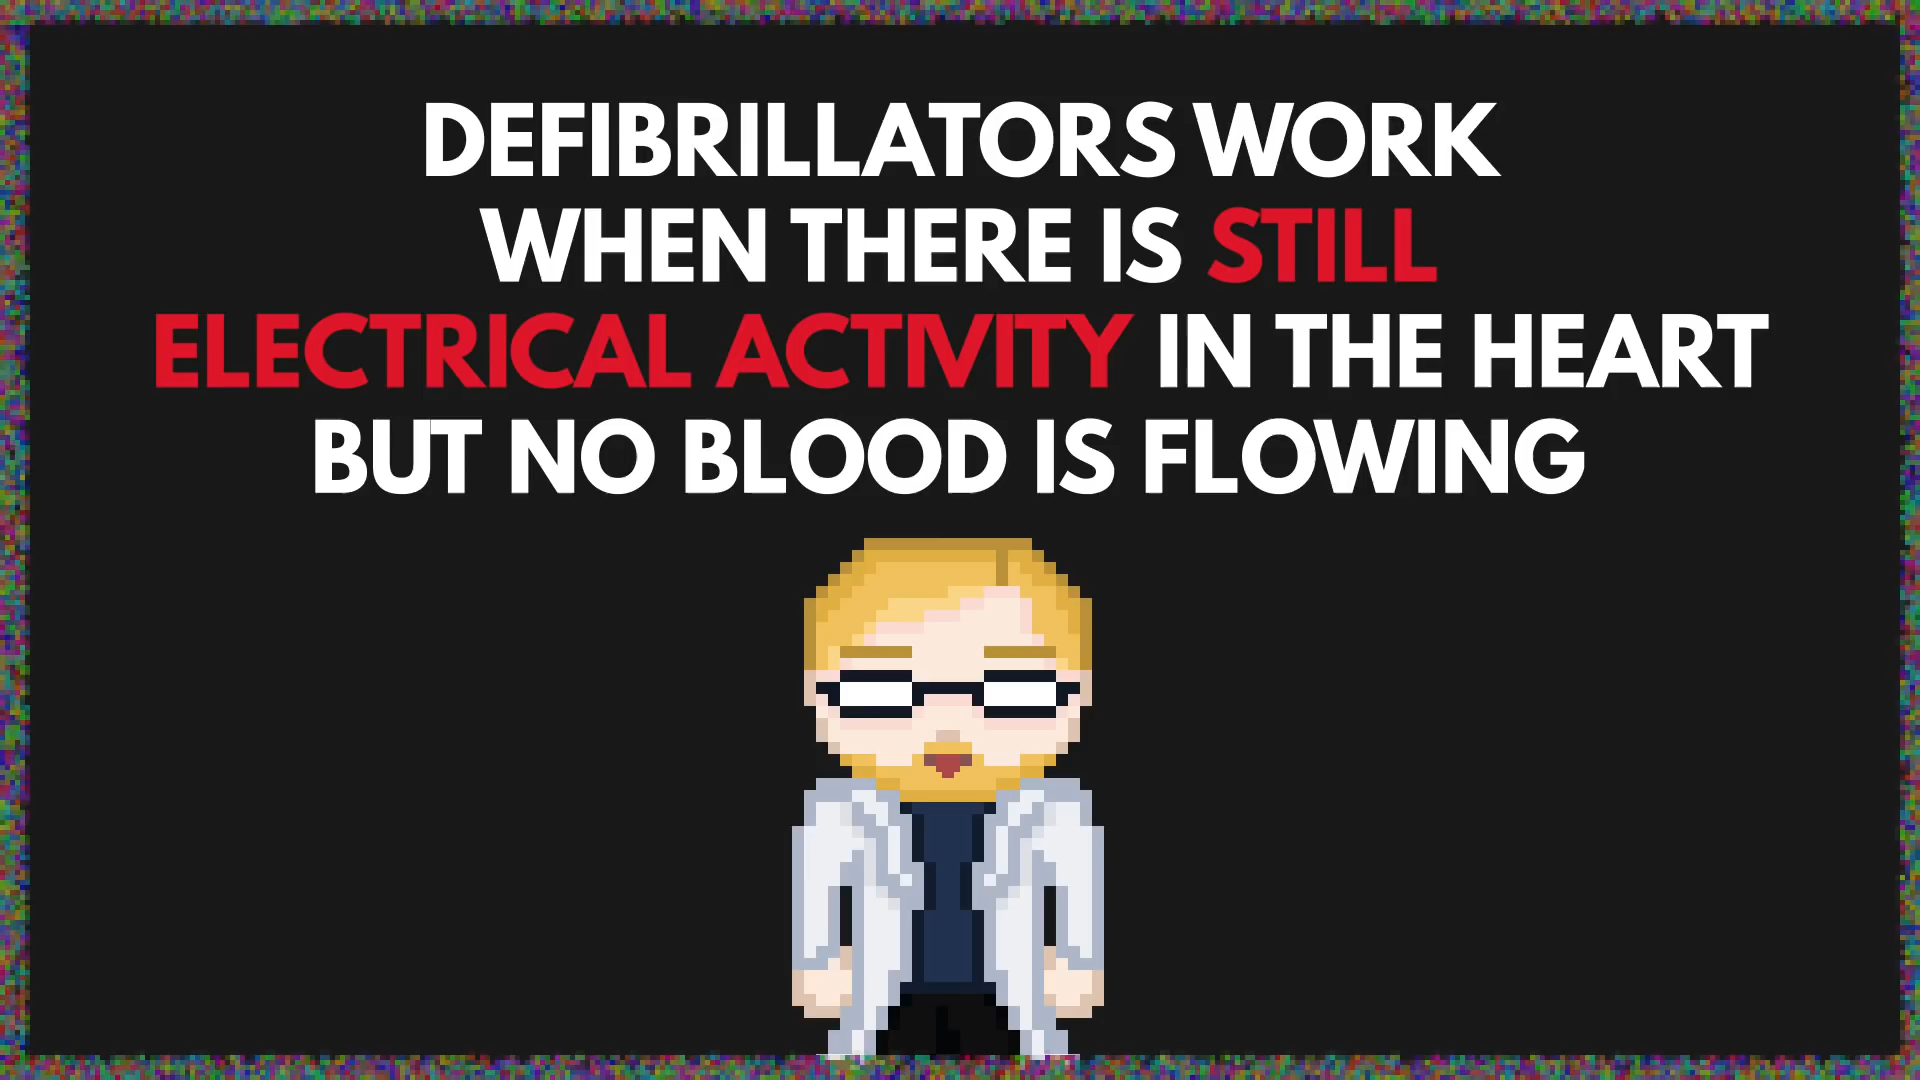 DEFIBRILLATORS WORK
WHEN THERE IS STILL
ELECTRICAL ACTIVITY IN THE HEART
BUT NO BLOOD IS FLOWING